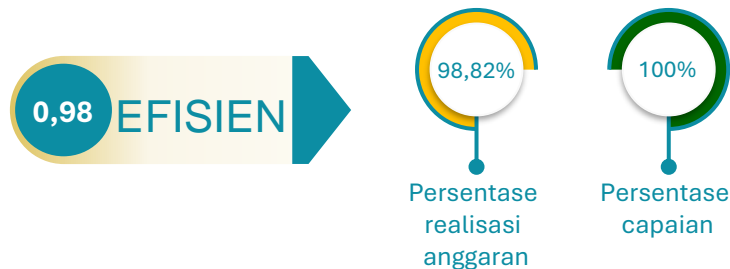 0,98 EFISIEN
98,82%
Persentase
realisasi
anggaran
100%
Persentase
capaian